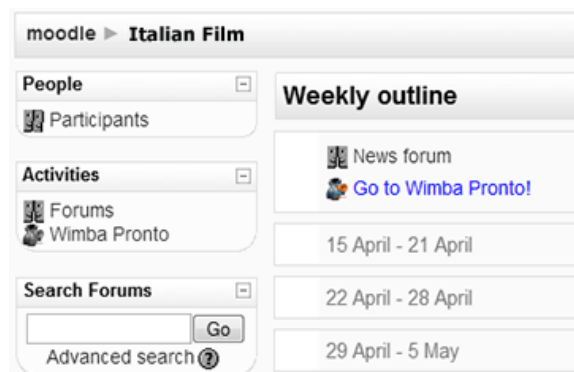 moodle ► Italian Film
People
Participants
Activities
Forums
Wimba Pronto
Search Forums
Go
Advanced search ?
Weekly outline
News forum
Go to Wimba Pronto!
15 April - 21 April
22 April - 28 April
29 April - 5 May